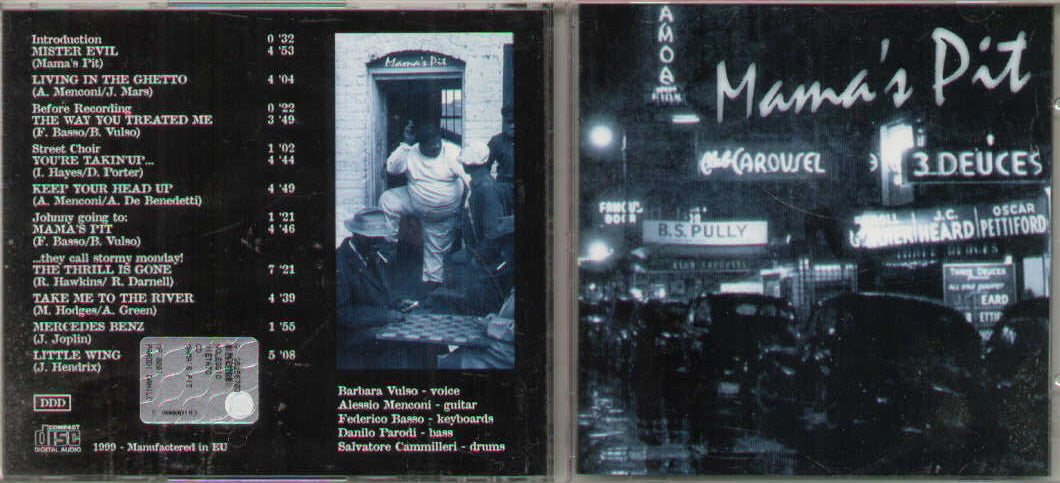 Introduction 0 '32
MISTER EVIL 4 '53
(Mama's Pit)
LIVING IN THE GHETTO 4 '04
(A. Menconi/J. Mars)
Before Recording 0 '22
THE WAY YOU TREATED ME 3 '49
(F. Basso/B. Vulso)
Street Choir 1 '02
YOU'RE TAKIN'UP... 4 '44
(I. Hayes/D. Porter)
KEEP YOUR HEAD UP 4 '49
(A. Menconi/A. De Benedetti)
Johnny going to: 1 '21
MAMA'S PIT 4 '46
(F. Basso/B. Vulso)
...they call stormy monday!
THE THRILL IS GONE 7 '21
(R. Hawkins/ R. Darnell)
TAKE ME TO THE RIVER 4 '39
(M. Hodges/A. Green)
MERCEDES BENZ 1 '55
(J. Joplin)
LITTLE WING 5 '08
(J. Hendrix)
DDD
COMPACT
disc
DIGITAL AUDIO
1999 - Manufactered in EU
Mama's Pit
Barbara Vulso - voice
Alessio Menconi - guitar
Federico Basso - keyboards
Danilo Parodi - bass
Salvatore Cammilleri - drums
Mama's Pit
AMOA
Club CAROUSEL
3 DEUCES
B.S. PULLY
J.C. HEARD
OSCAR PETTIFORD
THREE DEUCES
J.C. EARD